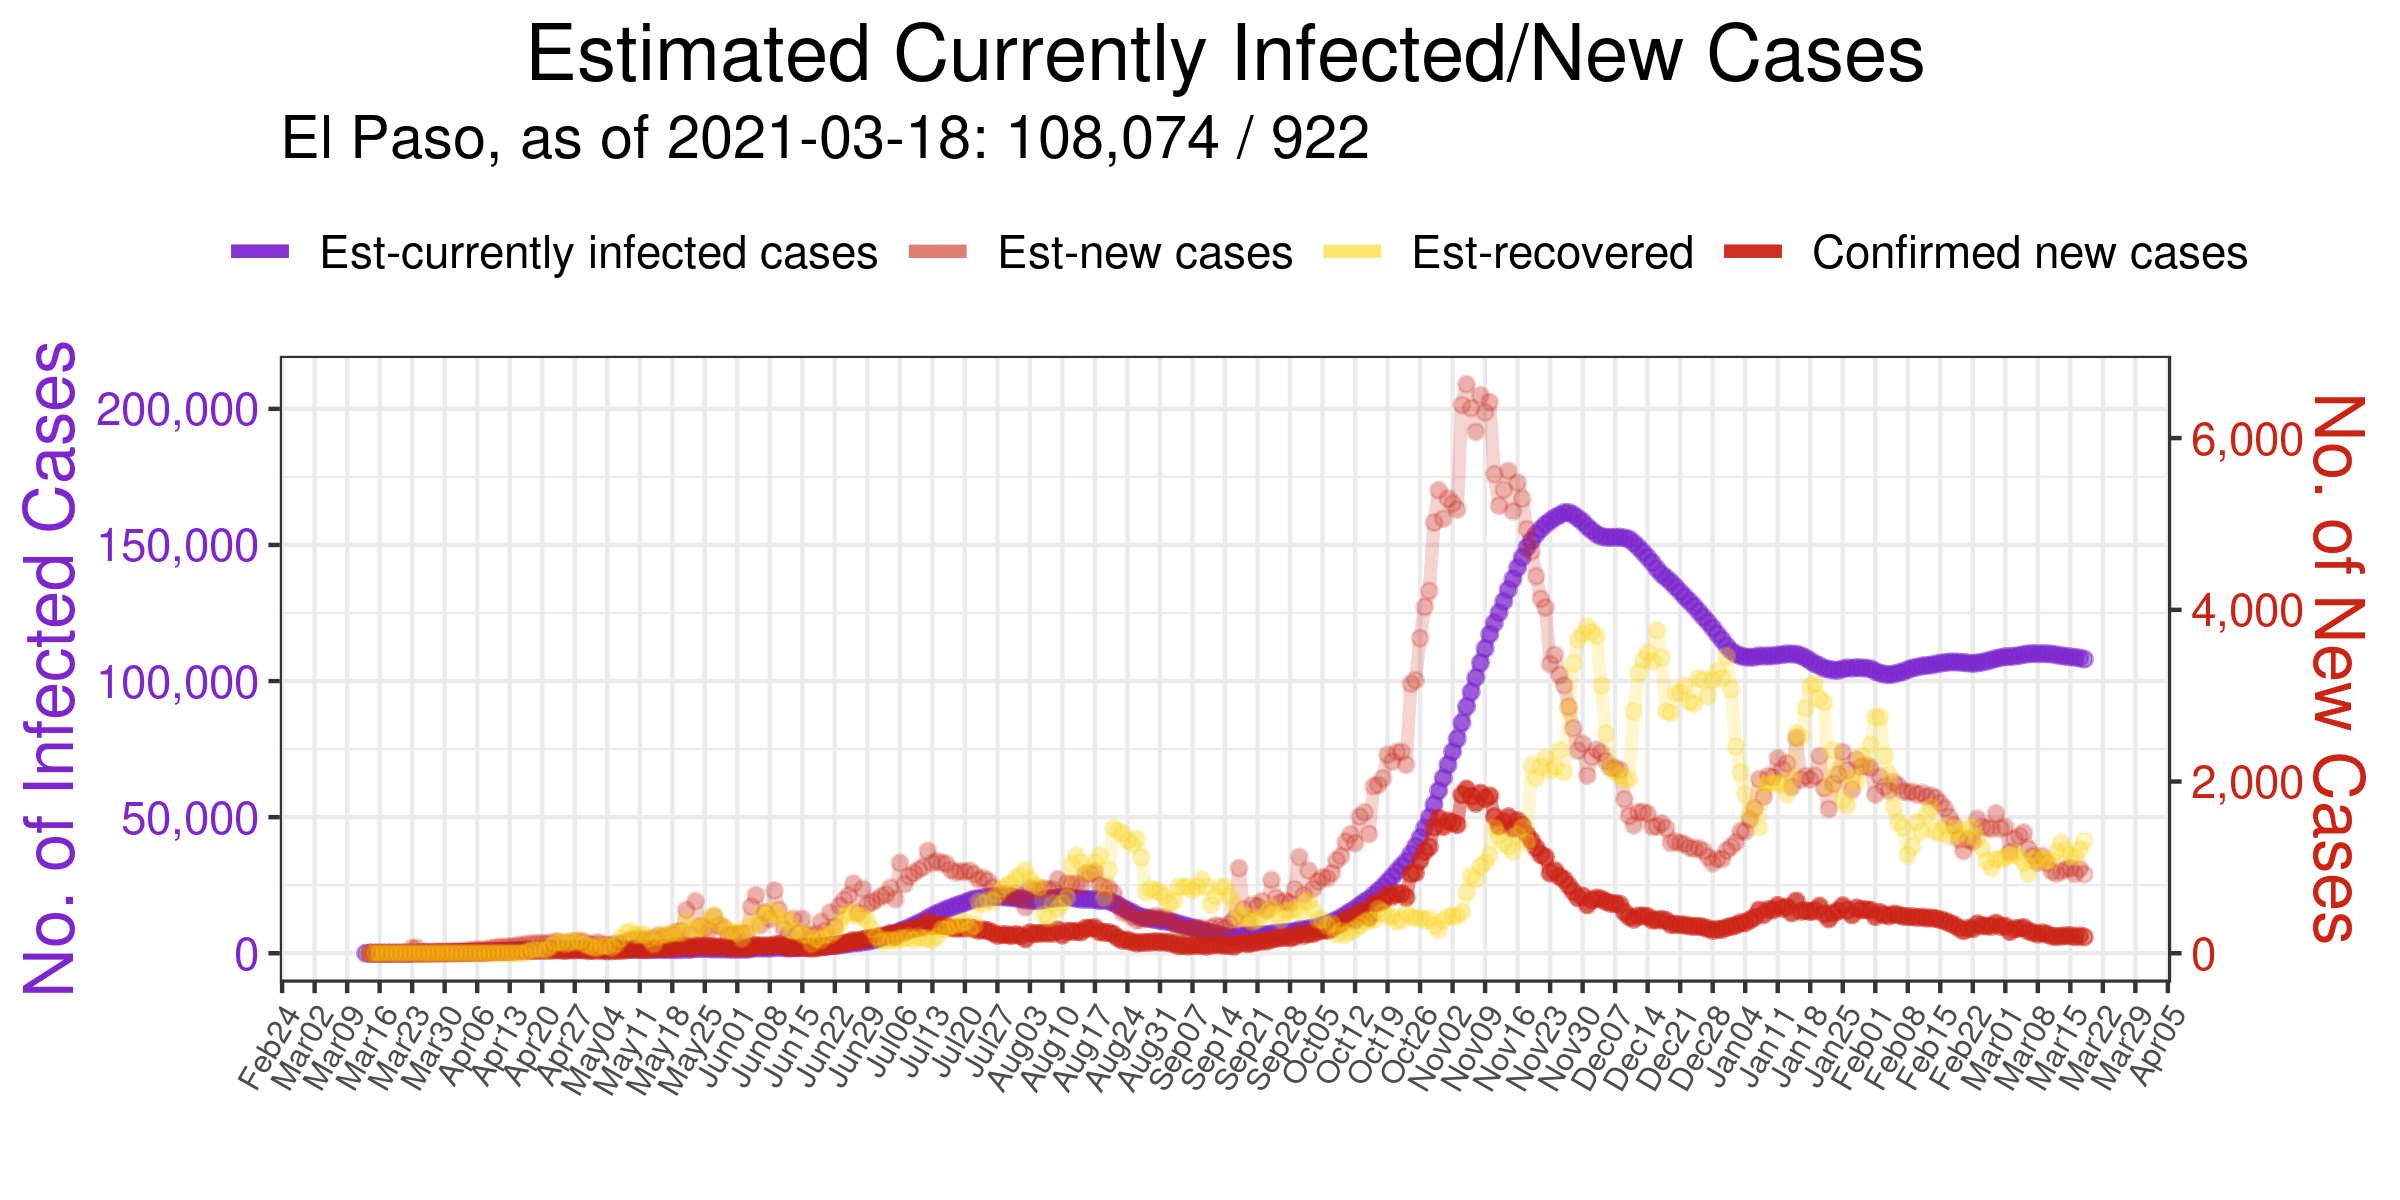 Estimated Currently Infected/New Cases
El Paso, as of 2021-03-18: 108,074 / 922
Est-currently infected cases Est-new cases Est-recovered Confirmed new cases
No. of Infected Cases
200,000
150,000
100,000
50,000
0
6,000
4,000
2,000
0
No. of New Cases
Feb24 Mar02 Mar09 Mar16 Mar23 Mar30 Apr06 Apr13 Apr20 Apr27 May04 May11 May18 May25 Jun01 Jun08 Jun15 Jun22 Jun29 Jul06 Jul13 Jul20 Jul27 Aug03 Aug10 Aug17 Aug24 Aug31 Sep07 Sep14 Sep21 Sep28 Oct05 Oct12 Oct19 Oct26 Nov02 Nov09 Nov16 Nov23 Nov30 Dec07 Dec14 Dec21 Dec28 Jan04 Jan11 Jan18 Jan25 Feb01 Feb08 Feb15 Feb22 Mar01 Mar08 Mar15 Mar22 Mar29 Apr05